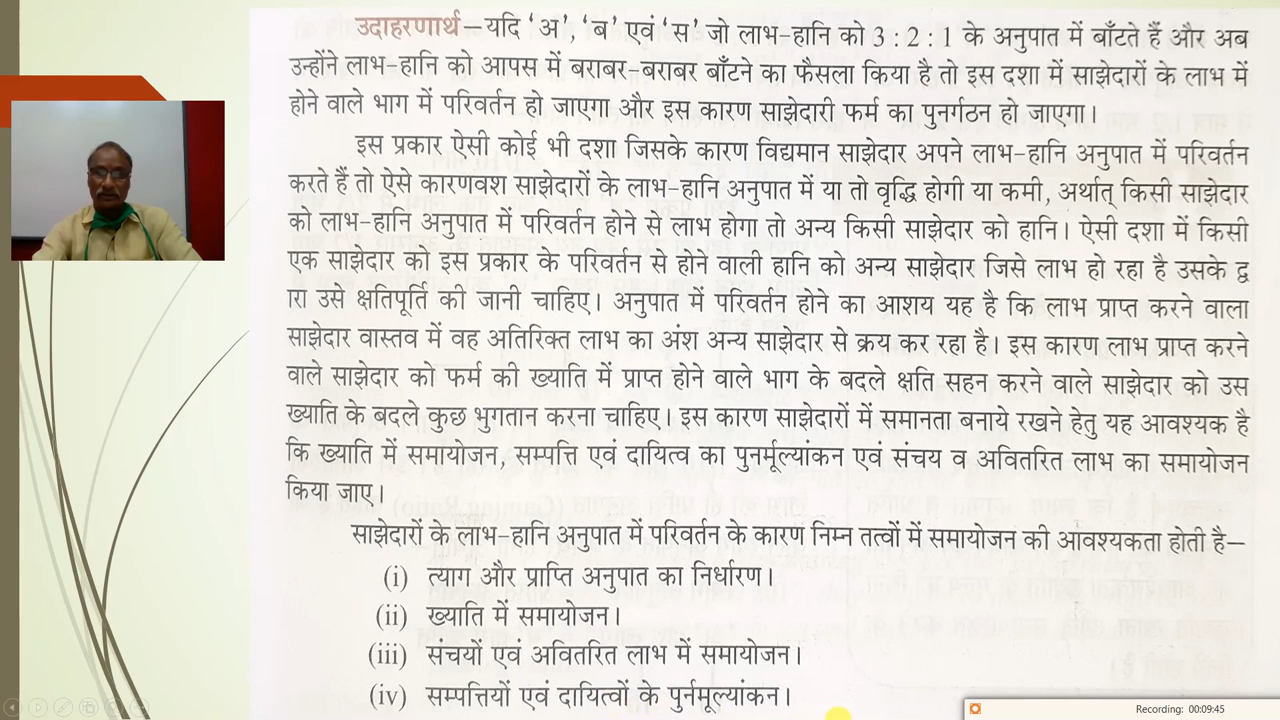 उदाहरणार्थ—यदि ‘अ’, ‘ब’ एवं ‘स’ जो लाभ-हानि को 3 : 2 : 1 के अनुपात में बाँटते हैं और अब
उन्होंने लाभ-हानि को आपस में बराबर-बराबर बाँटने का फैसला किया है तो इस दशा में साझेदारों के लाभ में
होने वाले भाग में परिवर्तन हो जाएगा और इस कारण साझेदारी फर्म का पुनर्गठन हो जाएगा।
इस प्रकार ऐसी कोई भी दशा जिसके कारण विद्यमान साझेदार अपने लाभ-हानि अनुपात में परिवर्तन
करते हैं तो ऐसे कारणवश साझेदारों के लाभ-हानि अनुपात में या तो वृद्धि होगी या कमी, अर्थात् किसी साझेदार
को लाभ-हानि अनुपात में परिवर्तन होने से लाभ होगा तो अन्य किसी साझेदार को हानि। ऐसी दशा में किसी
एक साझेदार को इस प्रकार के परिवर्तन से होने वाली हानि को अन्य साझेदार जिसे लाभ हो रहा है उसके द्व
ारा उसे क्षतिपूर्ति की जानी चाहिए। अनुपात में परिवर्तन होने का आशय यह है कि लाभ प्राप्त करने वाला
साझेदार वास्तव में वह अतिरिक्त लाभ का अंश अन्य साझेदार से क्रय कर रहा है। इस कारण लाभ प्राप्त करने
वाले साझेदार को फर्म की ख्याति में प्राप्त होने वाले भाग के बदले क्षति सहन करने वाले साझेदार को उस
ख्याति के बदले कुछ भुगतान करना चाहिए। इस कारण साझेदारों में समानता बनाये रखने हेतु यह आवश्यक है
कि ख्याति में समायोजन, सम्पत्ति एवं दायित्व का पुनर्मूल्यांकन एवं संचय व अवितरित लाभ का समायोजन
किया जाए।
साझेदारों के लाभ-हानि अनुपात में परिवर्तन के कारण निम्न तत्वों में समायोजन की आवश्यकता होती है—
(i) त्याग और प्राप्ति अनुपात का निर्धारण।
(ii) ख्याति में समायोजन।
(iii) संचयों एवं अवितरित लाभ में समायोजन।
(iv) सम्पत्तियों एवं दायित्वों के पुर्नमूल्यांकन।
Recording: 00:09:45